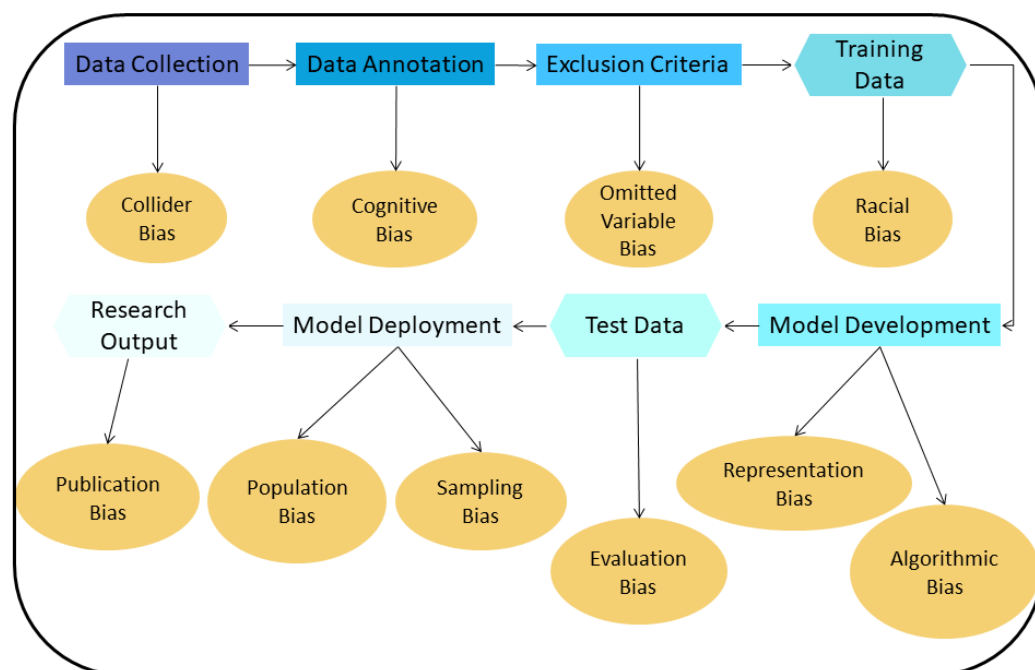 Data Collection
Data Annotation
Exclusion Criteria
Training
Data
Collider
Bias
Cognitive
Bias
Omitted
Variable
Bias
Racial
Bias
Research
Output
Model Deployment
Test Data
Model Development
Publication
Bias
Population
Bias
Sampling
Bias
Evaluation
Bias
Representation
Bias
Algorithmic
Bias